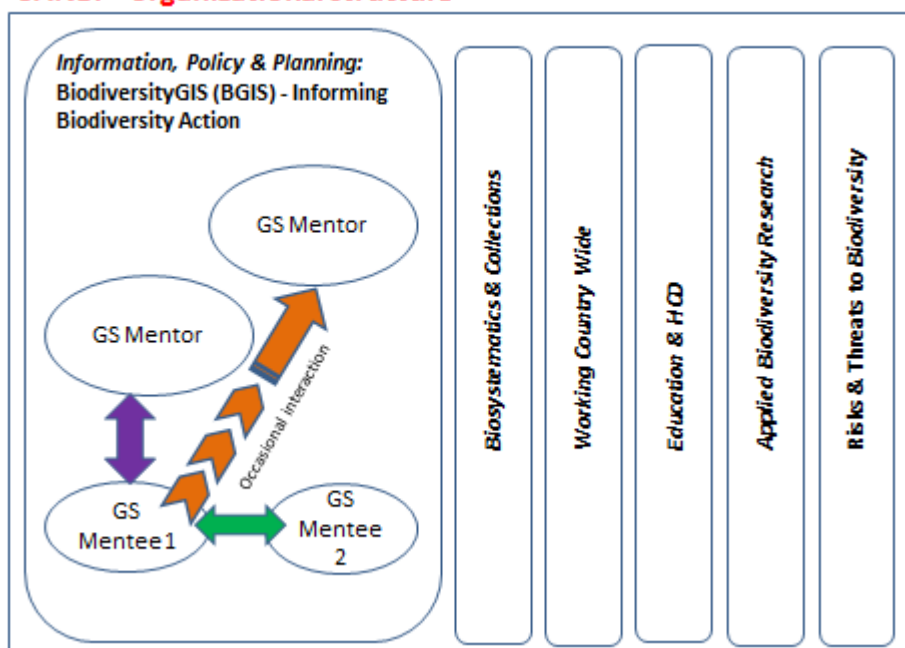 Information, Policy & Planning:
BiodiversityGIS (BGIS) - Informing
Biodiversity Action
GS Mentor
GS Mentor
Occasional interaction
GS
Mentee 1
GS
Mentee
2
Biosystematics & Collections
Working Country Wide
Education & HCD
Applied Biodiversity Research
Risks & Threats to Biodiversity